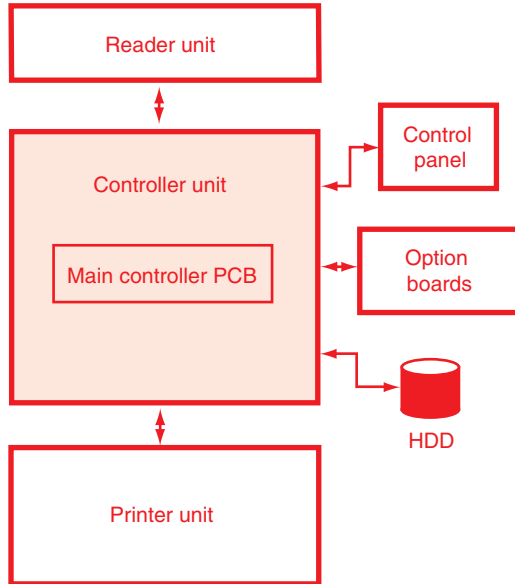 Reader unit
Control
panel
Controller unit
Main controller PCB
Option
boards
HDD
Printer unit